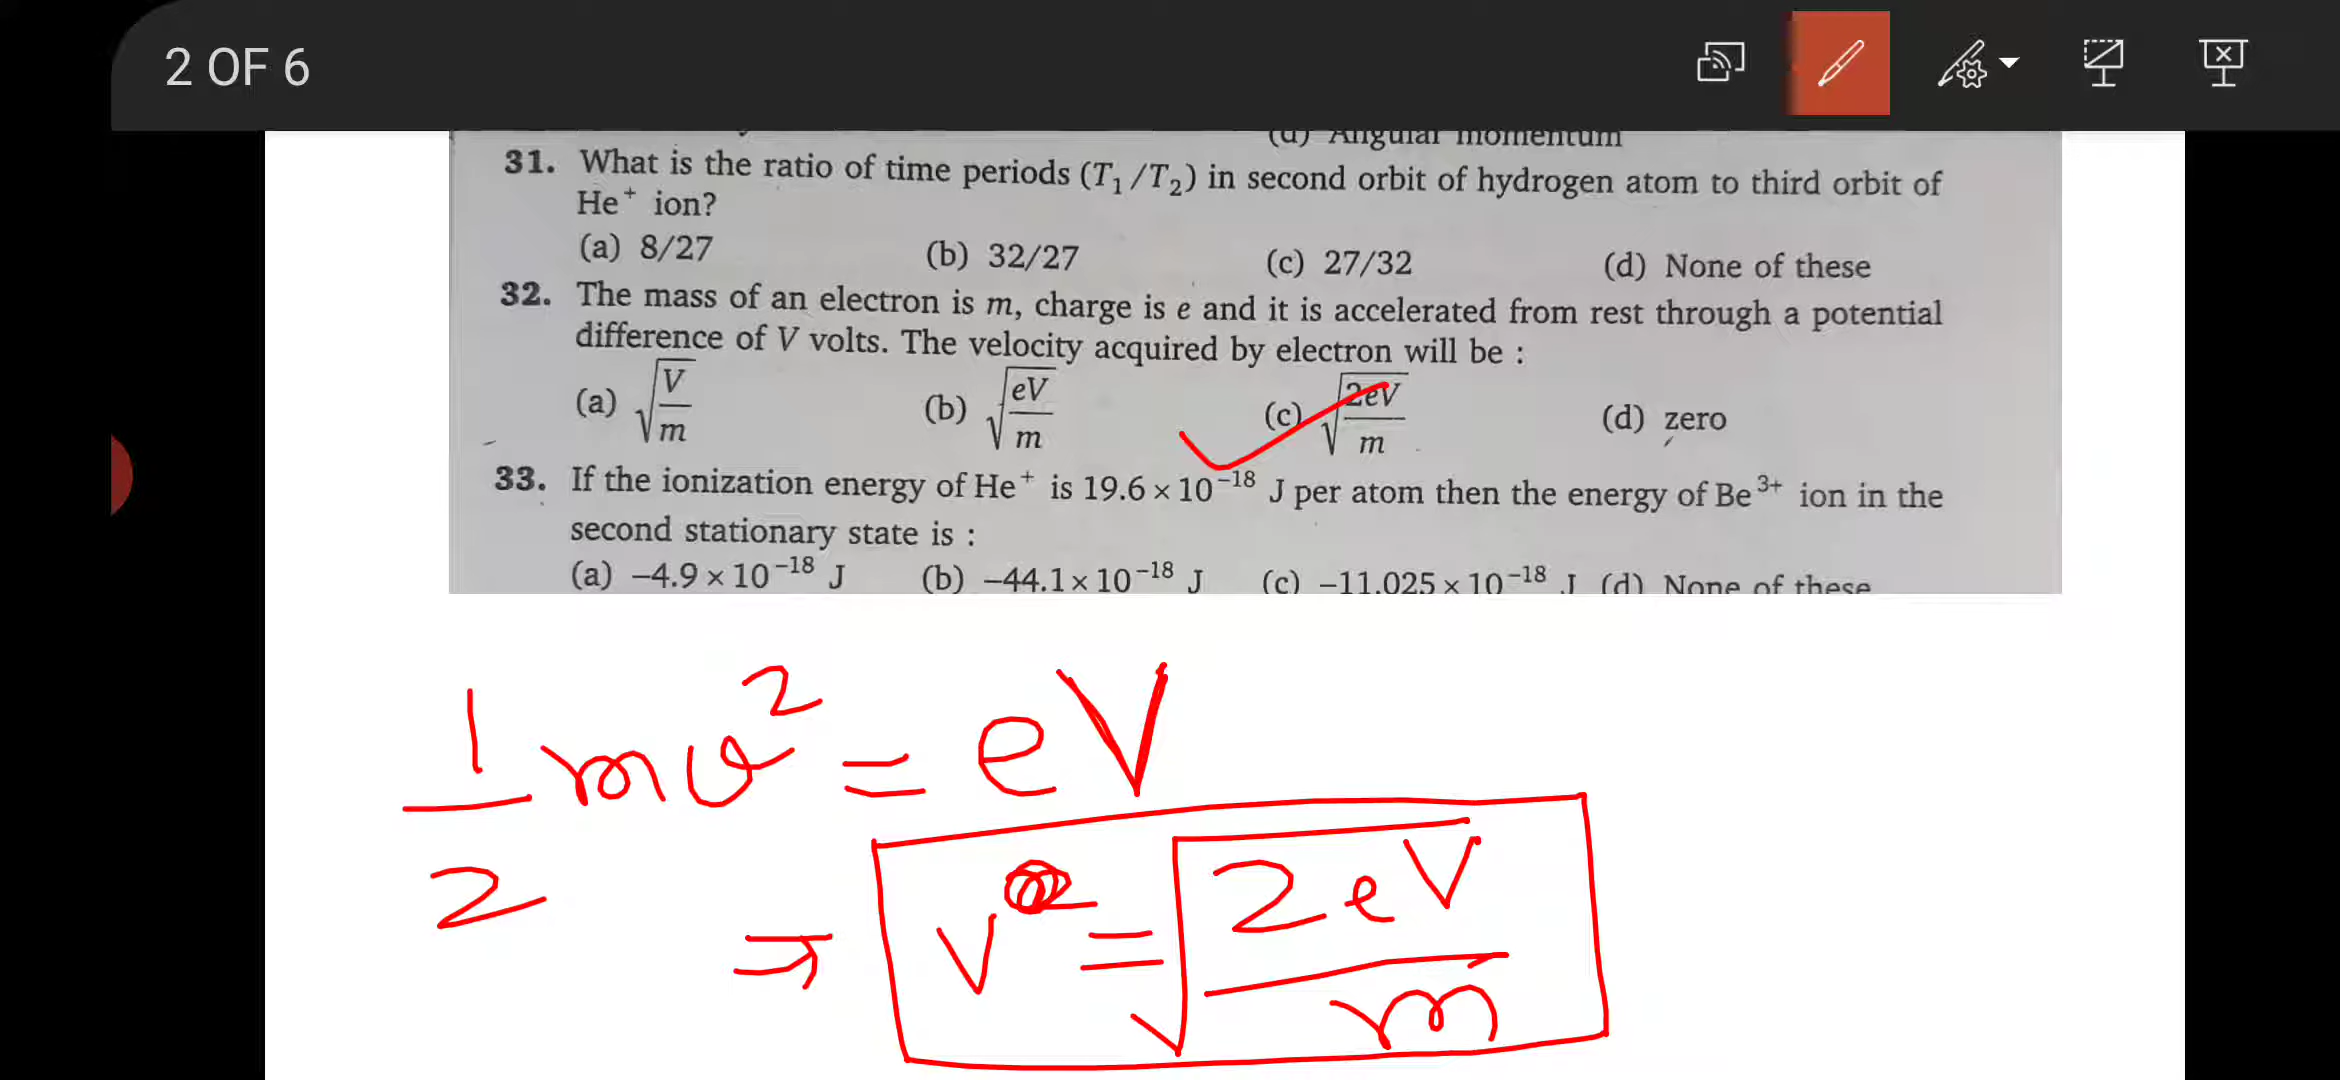 2 OF 6
(d) Angular momentum
31. What is the ratio of time periods (T₁/T₂) in second orbit of hydrogen atom to third orbit of
He⁺ ion?
(a) 8/27 (b) 32/27 (c) 27/32 (d) None of these
32. The mass of an electron is m, charge is e and it is accelerated from rest through a potential
difference of V volts. The velocity acquired by electron will be :
(a) √(V/m) (b) √(eV/m) (c) √(2eV/m) (d) zero
33. If the ionization energy of He⁺ is 19.6 × 10⁻¹⁸ J per atom then the energy of Be³⁺ ion in the
second stationary state is :
(a) –4.9 × 10⁻¹⁸ J (b) –44.1 × 10⁻¹⁸ J (c) –11.025 × 10⁻¹⁸ J (d) None of these
1/2 mv² = eV
⇒ v = √(2eV/m)